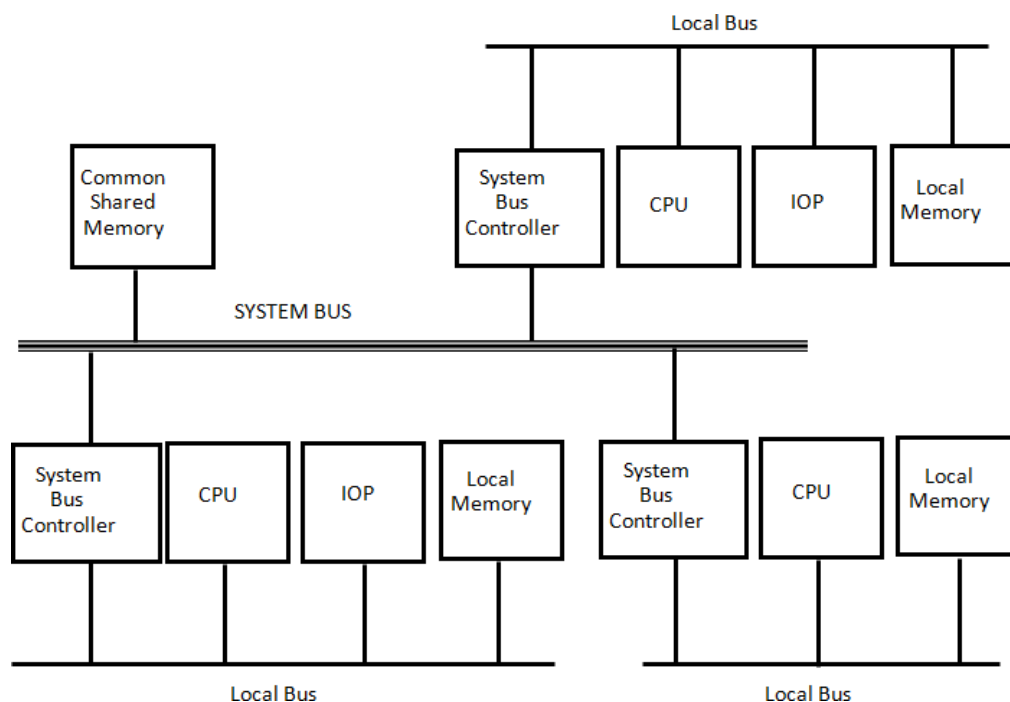 Local Bus
Common
Shared
Memory
System
Bus
Controller
CPU
IOP
Local
Memory
SYSTEM BUS
System
Bus
Controller
CPU
IOP
Local
Memory
System
Bus
Controller
CPU
Local
Memory
Local Bus
Local Bus